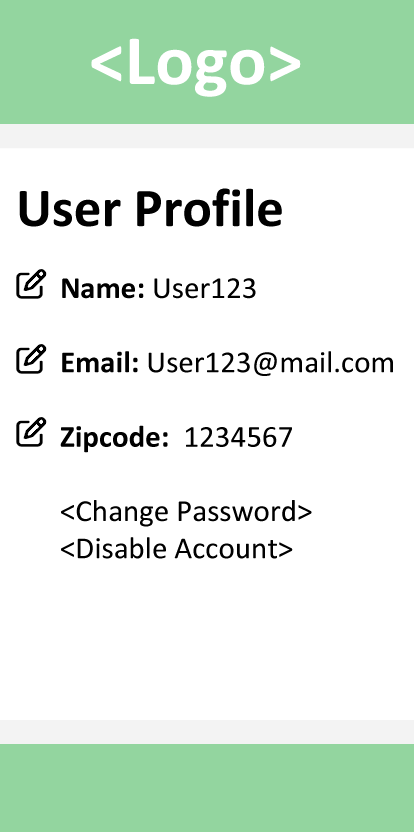 <Logo>
User Profile
Name: User123
Email: User123@mail.com
Zipcode: 1234567
<Change Password>
<Disable Account>